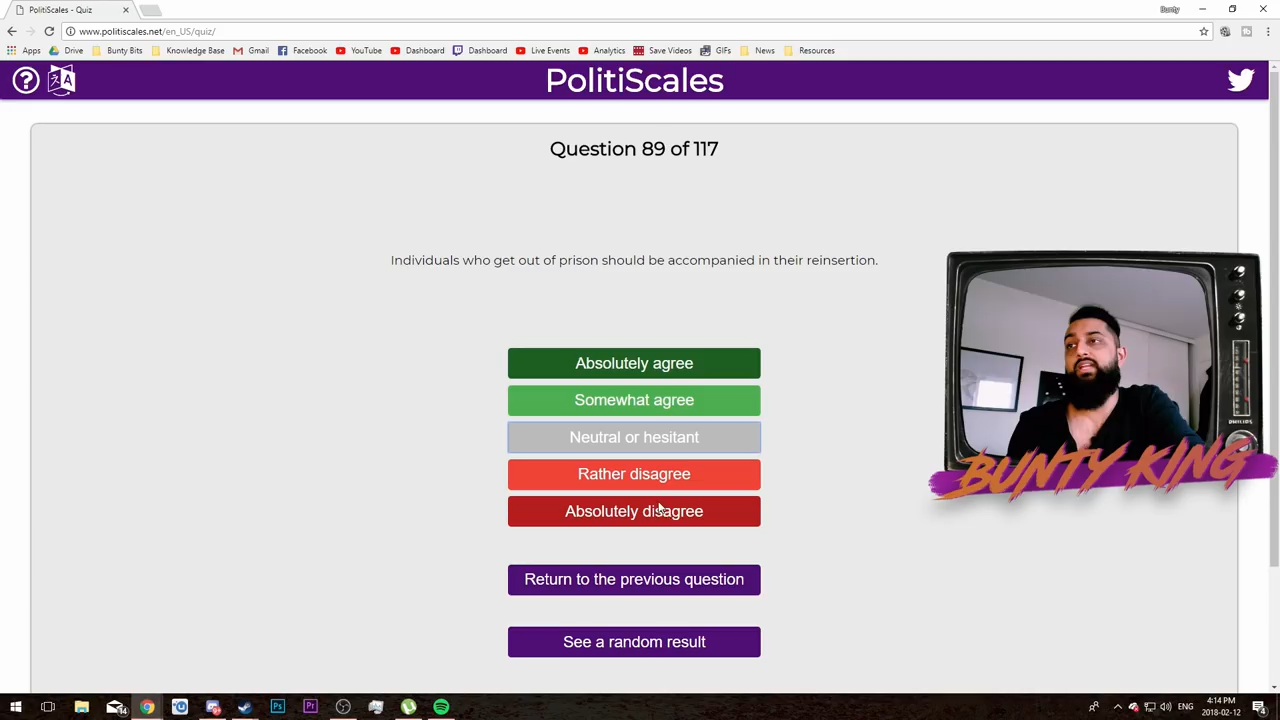 PolitiScales - Quiz
Bunty
www.politiscales.net/en_US/quiz/
Apps Drive Bunty Bits Knowledge Base Gmail Facebook YouTube Dashboard Dashboard Live Events Analytics Save Videos GIFs News Resources
PolitiScales
Question 89 of 117
Individuals who get out of prison should be accompanied in their reinsertion.
Absolutely agree
Somewhat agree
Neutral or hesitant
Rather disagree
Absolutely disagree
Return to the previous question
See a random result
PHILIPS
BUNTY KING
4:14 PM
ENG
2018-02-12